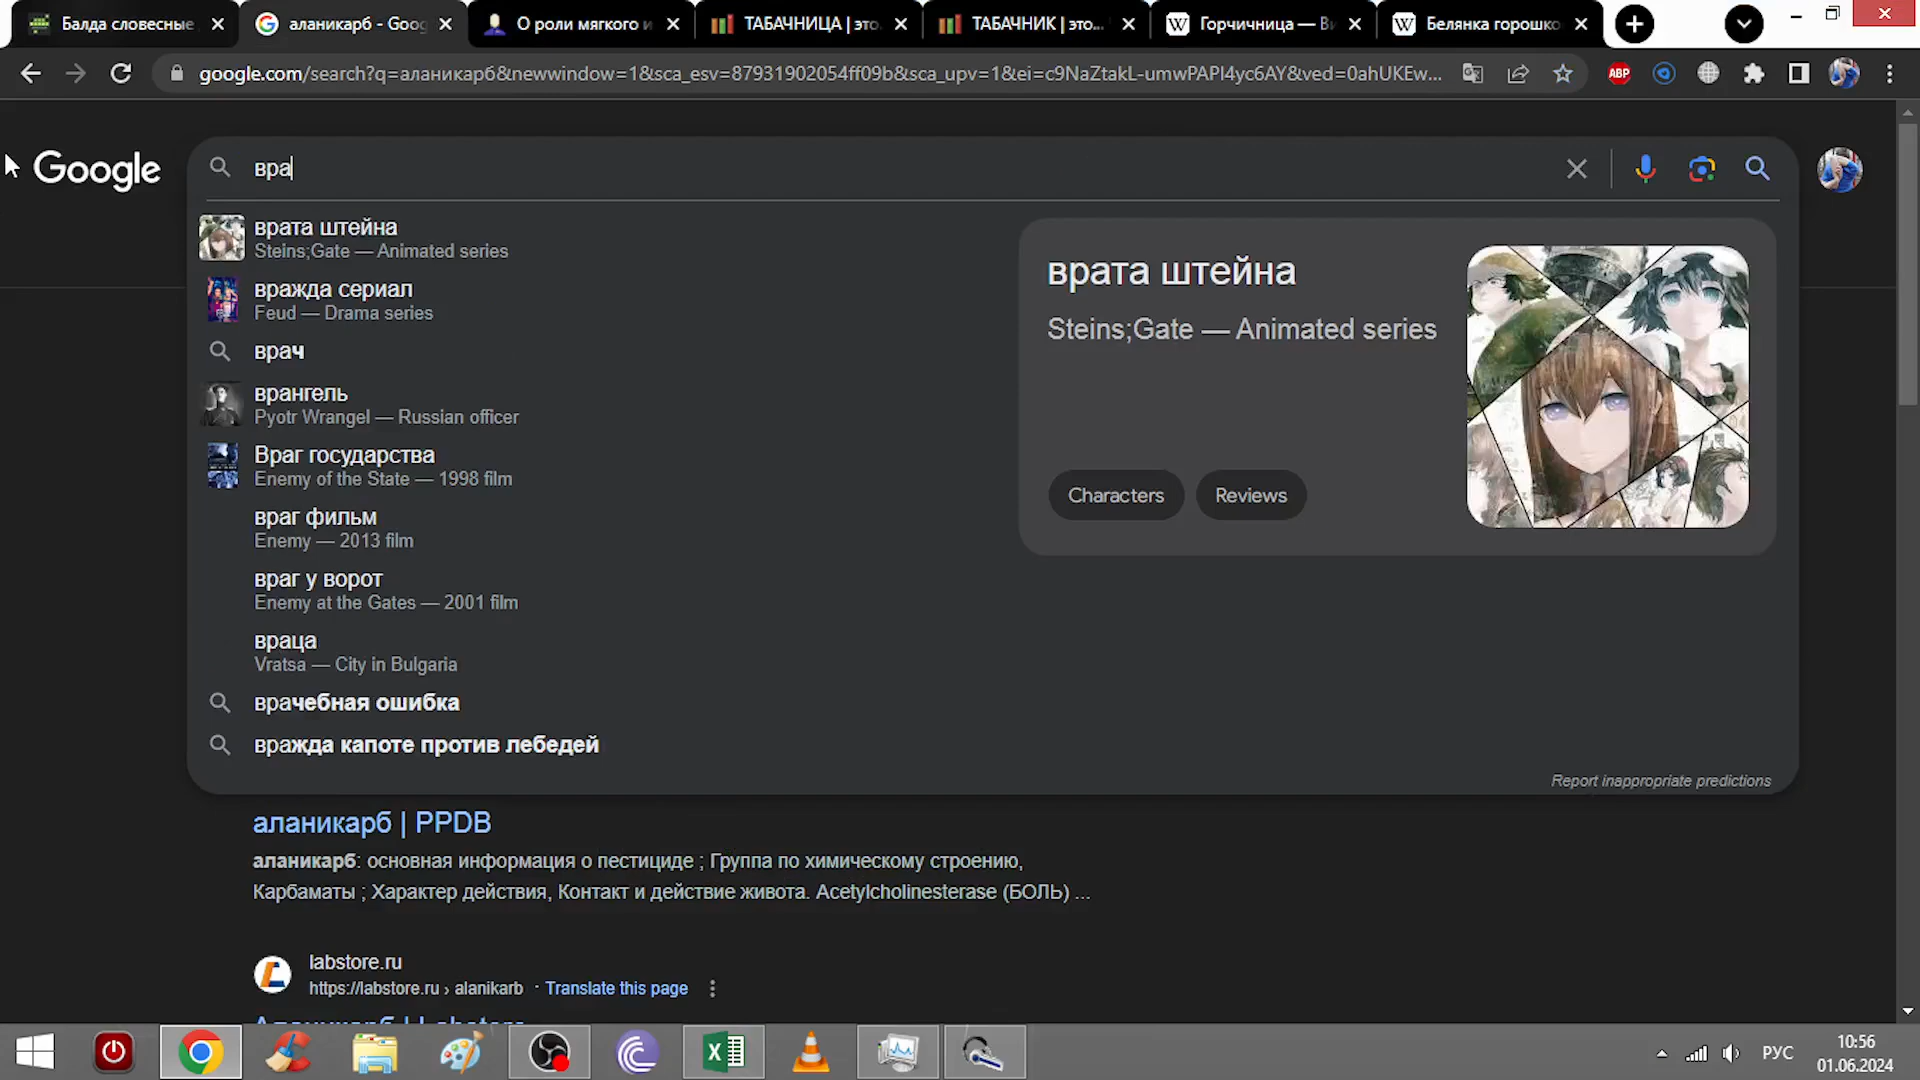 Балда словесные
аланикарб - Goog
О роли мягкого и
ТАБАЧНИЦА | это.
ТАБАЧНИК | это...
Горчичница — Ви
Белянка горошко
google.com/search?q=аланикарб&newwindow=1&sca_esv=87931902054ff09b&sca_upv=1&ei=c9NaZtakL-umwPAPl4yc6AY&ved=0ahUKEw...
ABP
Google
вра
врата штейна
Steins;Gate — Animated series
вражда сериал
Feud — Drama series
врач
врангель
Pyotr Wrangel — Russian officer
Враг государства
Enemy of the State — 1998 film
враг фильм
Enemy — 2013 film
враг у ворот
Enemy at the Gates — 2001 film
враца
Vratsa — City in Bulgaria
врачебная ошибка
вражда капоте против лебедей
врата штейна
Steins;Gate — Animated series
Characters
Reviews
Report inappropriate predictions
аланикарб | PPDB
аланикарб: основная информация о пестициде ; Группа по химическому строению,
Карбаматы ; Характер действия, Контакт и действие живота. Acetylcholinesterase (БОЛЬ) ...
labstore.ru
https://labstore.ru › alanikarb · Translate this page
РУС
10:56
01.06.2024